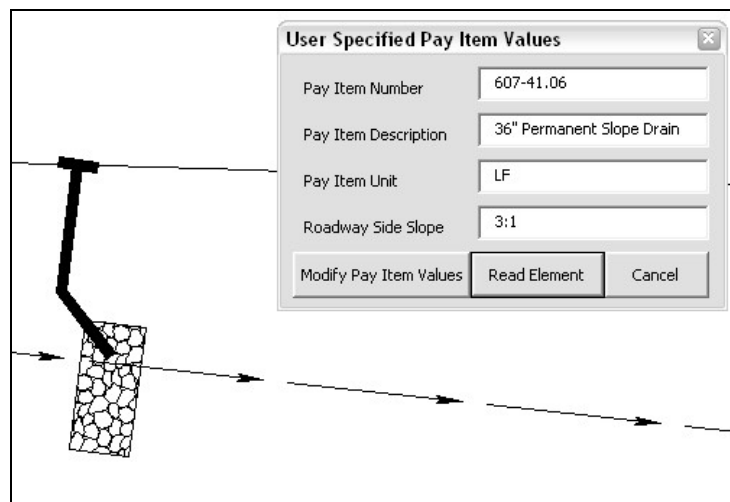 User Specified Pay Item Values
Pay Item Number 607-41.06
Pay Item Description 36" Permanent Slope Drain
Pay Item Unit LF
Roadway Side Slope 3:1
Modify Pay Item Values Read Element Cancel